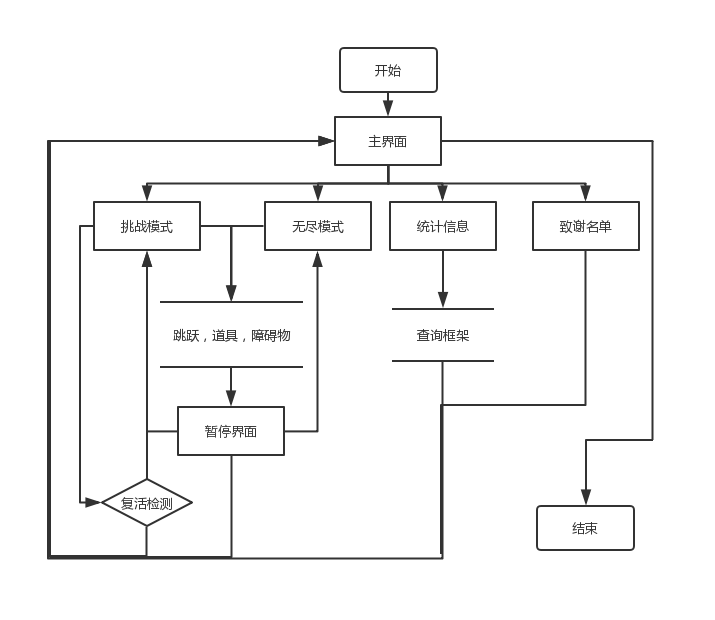 开始
主界面
挑战模式
无尽模式
统计信息
致谢名单
跳跃，道具，障碍物
查询框架
暂停界面
复活检测
结束